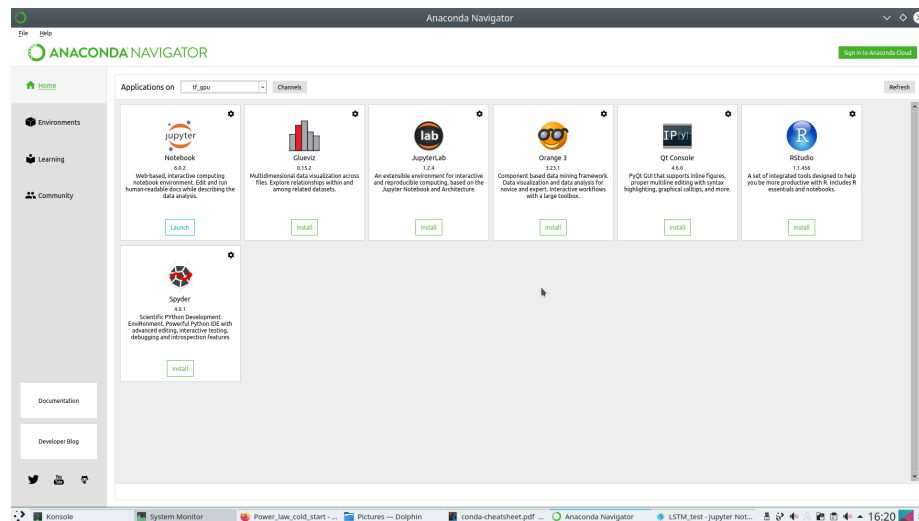 Anaconda Navigator
File Help
ANACONDA NAVIGATOR
Sign in to Anaconda Cloud
Home
Environments
Learning
Community
Documentation
Developer Blog
You Tube
Applications on tf_gpu Channels Refresh
jupyter
Notebook
6.0.2
Web-based, interactive computing
notebook environment. Edit and run
human-readable docs while describing the
data analysis.
Launch
Glueviz
0.15.2
Multidimensional data visualization across
files. Explore relationships within and
among related datasets.
Install
lab
JupyterLab
1.2.4
An extensible environment for interactive
and reproducible computing, based on the
Jupyter Notebook and Architecture.
Install
Orange 3
3.23.1
Component based data mining framework.
Data visualization and data analysis for
novice and expert. Interactive workflows
with a large toolbox.
Install
IP[y]:
Qt Console
4.6.0
PyQt GUI that supports inline figures,
proper multiline editing with syntax
highlighting, graphical calltips, and more.
Install
R
RStudio
1.1.456
A set of integrated tools designed to help
you be more productive with R. Includes R
essentials and notebooks.
Install
Spyder
4.0.1
Scientific PYthon Development
EnviRonment. Powerful Python IDE with
advanced editing, interactive testing,
debugging and introspection features
Install
Konsole System Monitor Power_law_cold_start - ... Pictures — Dolphin conda-cheatsheet.pdf ... Anaconda Navigator LSTM_test - Jupyter Not... 16:20